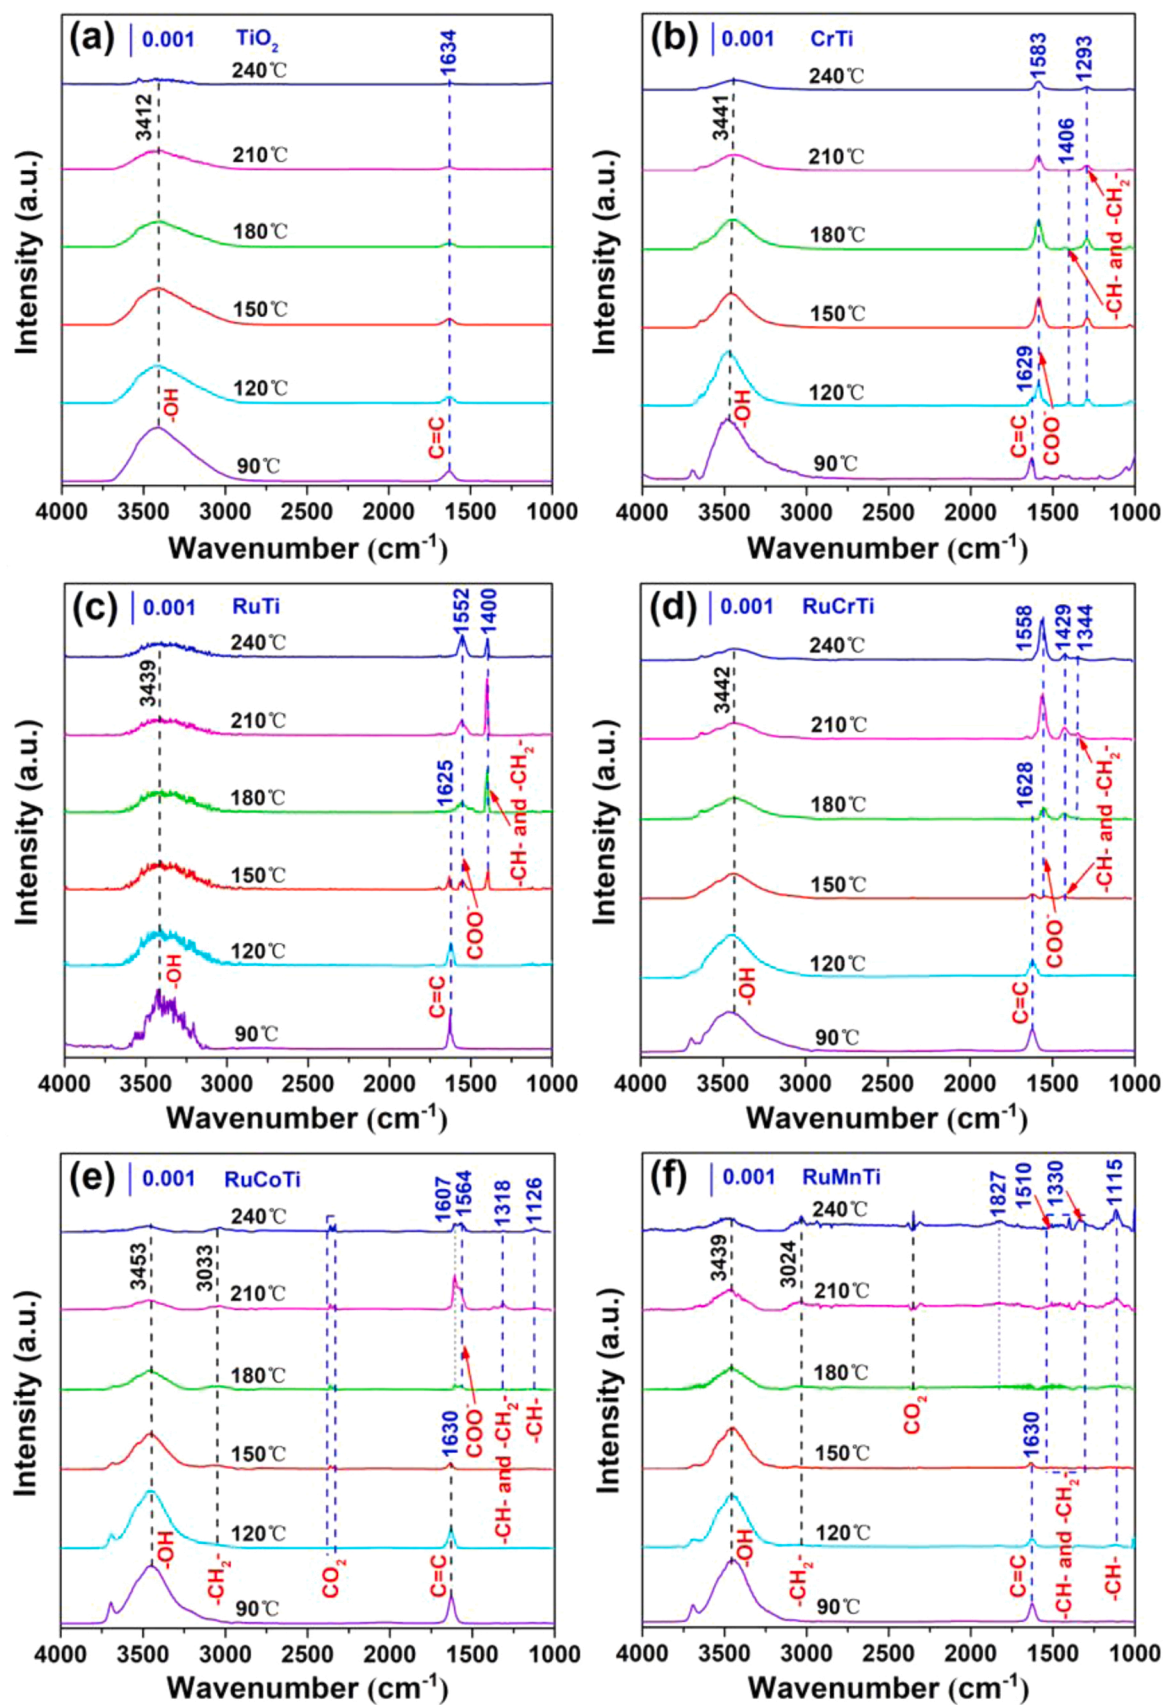 (a) 0.001 TiO2
240℃
210℃
180℃
150℃
120℃
90℃
3412
1634
-OH
C=C
Intensity (a.u.)
4000 3500 3000 2500 2000 1500 1000
Wavenumber (cm-1)
(b) 0.001 CrTi
240℃
210℃
180℃
150℃
120℃
90℃
3441
1583
1293
1406
1629
-OH
C=C
COO-
-CH- and -CH2-
Intensity (a.u.)
4000 3500 3000 2500 2000 1500 1000
Wavenumber (cm-1)
(c) 0.001 RuTi
240℃
210℃
180℃
150℃
120℃
90℃
3439
1552
1400
1625
-OH
C=C
COO-
-CH- and -CH2-
Intensity (a.u.)
4000 3500 3000 2500 2000 1500 1000
Wavenumber (cm-1)
(d) 0.001 RuCrTi
240℃
210℃
180℃
150℃
120℃
90℃
3442
1558
1429
1344
1628
-OH
C=C
COO-
-CH- and -CH2-
Intensity (a.u.)
4000 3500 3000 2500 2000 1500 1000
Wavenumber (cm-1)
(e) 0.001 RuCoTi
240℃
210℃
180℃
150℃
120℃
90℃
3453
3033
1607
1564
1318
1126
1630
-OH
-CH2-
CO2
C=C
COO-
-CH- and -CH2-
-CH-
Intensity (a.u.)
4000 3500 3000 2500 2000 1500 1000
Wavenumber (cm-1)
(f) 0.001 RuMnTi
240℃
210℃
180℃
150℃
120℃
90℃
3439
3024
1827
1510
1330
1115
1630
-OH
-CH2-
CO2
C=C
-CH- and -CH2-
-CH-
Intensity (a.u.)
4000 3500 3000 2500 2000 1500 1000
Wavenumber (cm-1)